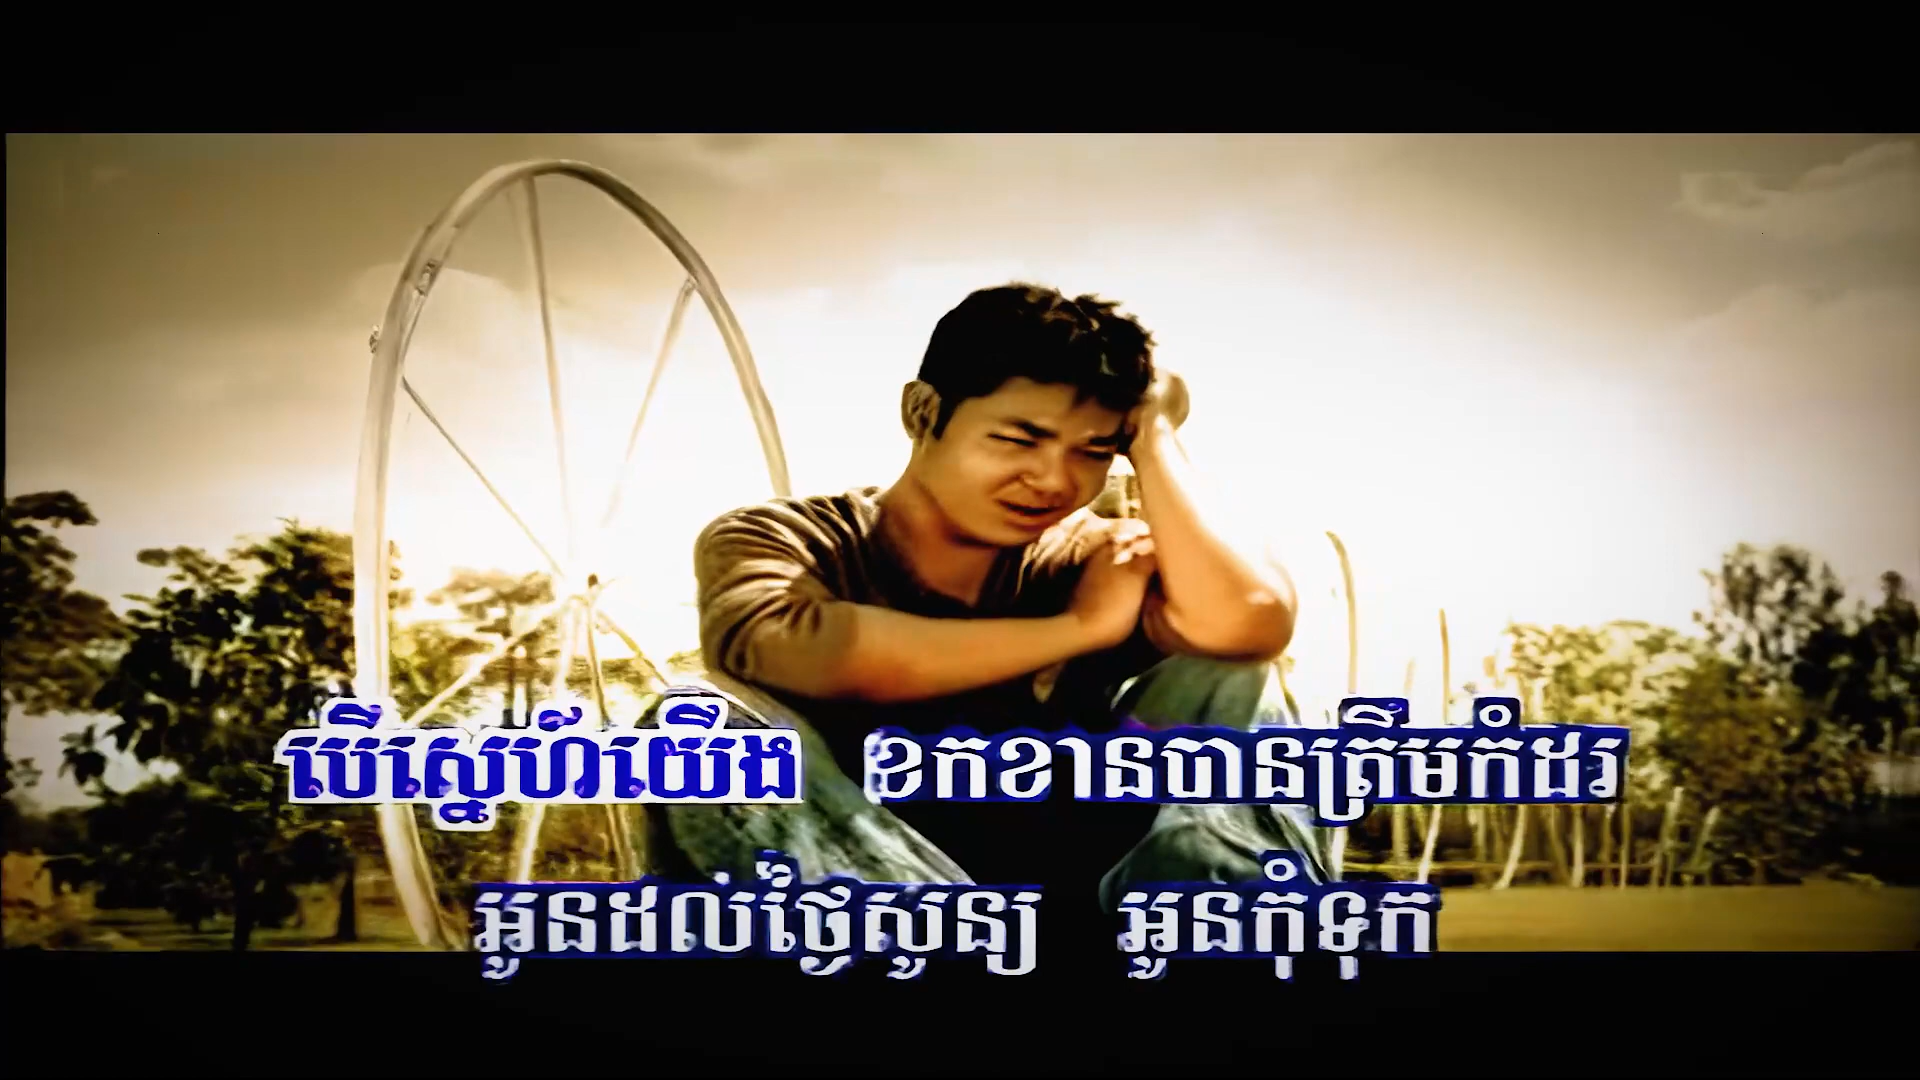 បើស្នេហ៍យើង ខកខានបានត្រឹមកំដរ
អូនដល់ថ្ងៃសូន្យ អូនកុំទុក